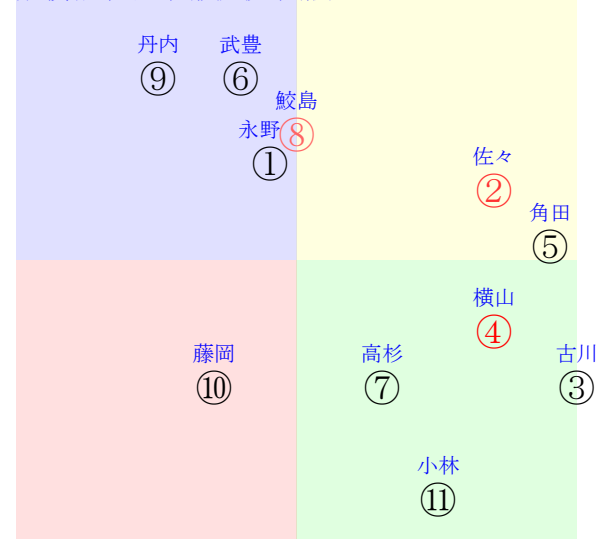 丹内 武豊
⑨ ⑥
鮫島
永野 ⑧
① 佐々
②
角田
⑤
横山
④
藤岡 高杉 古川
⑩ ⑦ ③
小林
⑪